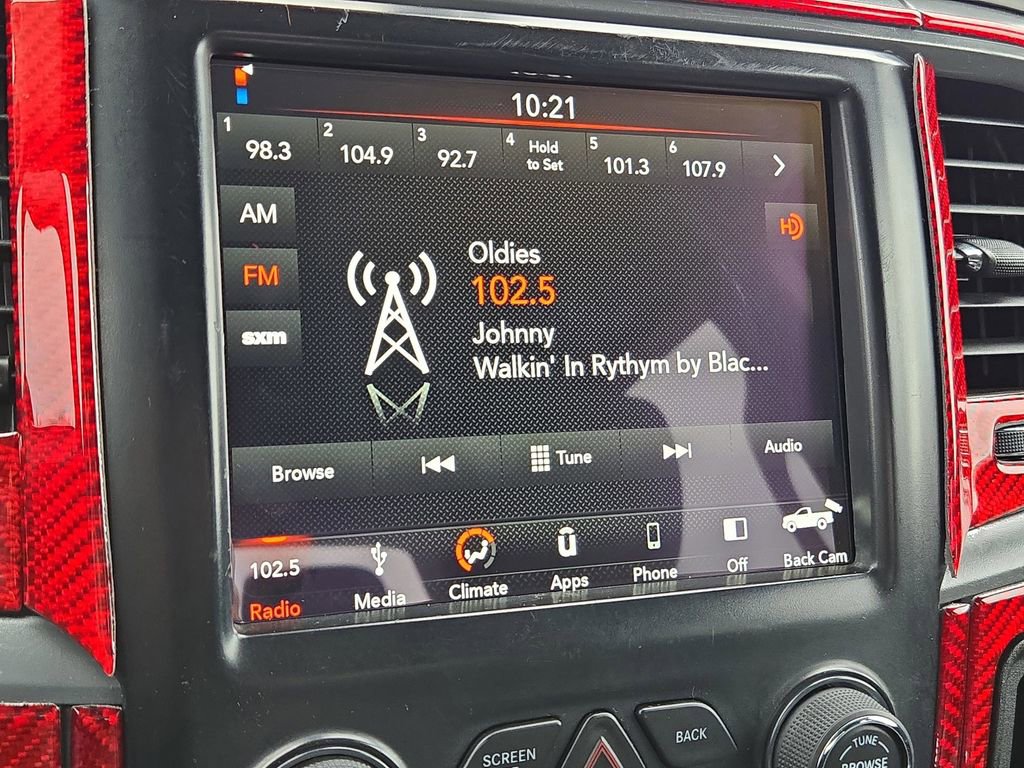 10:21
1 98.3
2 104.9
3 92.7
4 Hold
to Set
5 101.3
6 107.9
AM
HD
FM
Oldies
102.5
sxm
Johnny
Walkin' In Rythym by Blac...
Browse
Tune
Audio
102.5
Radio
Media
Climate
Apps
Phone
Off
Back Cam
SCREEN
BACK
TUNE
BROWSE